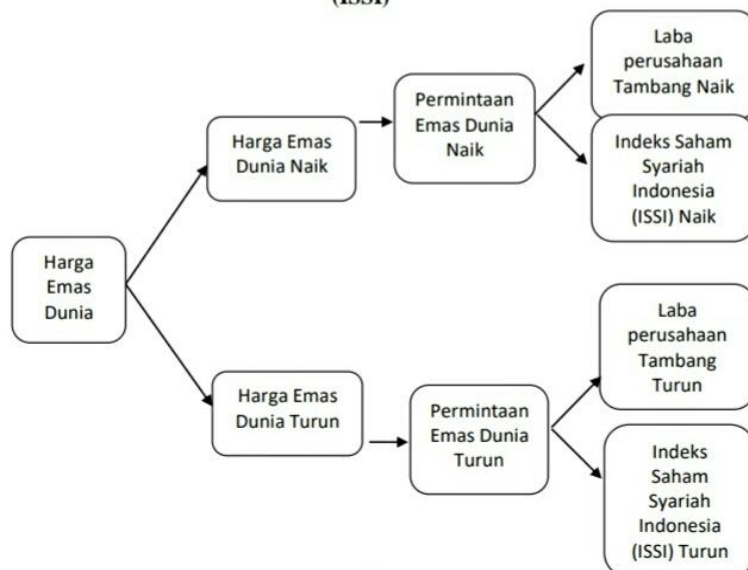 (ISSI)
Laba
perusahaan
Tambang Naik
Permintaan
Emas Dunia
Naik
Harga Emas
Dunia Naik
Indeks Saham
Syariah
Indonesia
(ISSI) Naik
Harga
Emas
Dunia
Laba
perusahaan
Tambang
Turun
Harga Emas
Dunia Turun
Permintaan
Emas Dunia
Turun
Indeks
Saham
Syariah
Indonesia
(ISSI) Turun